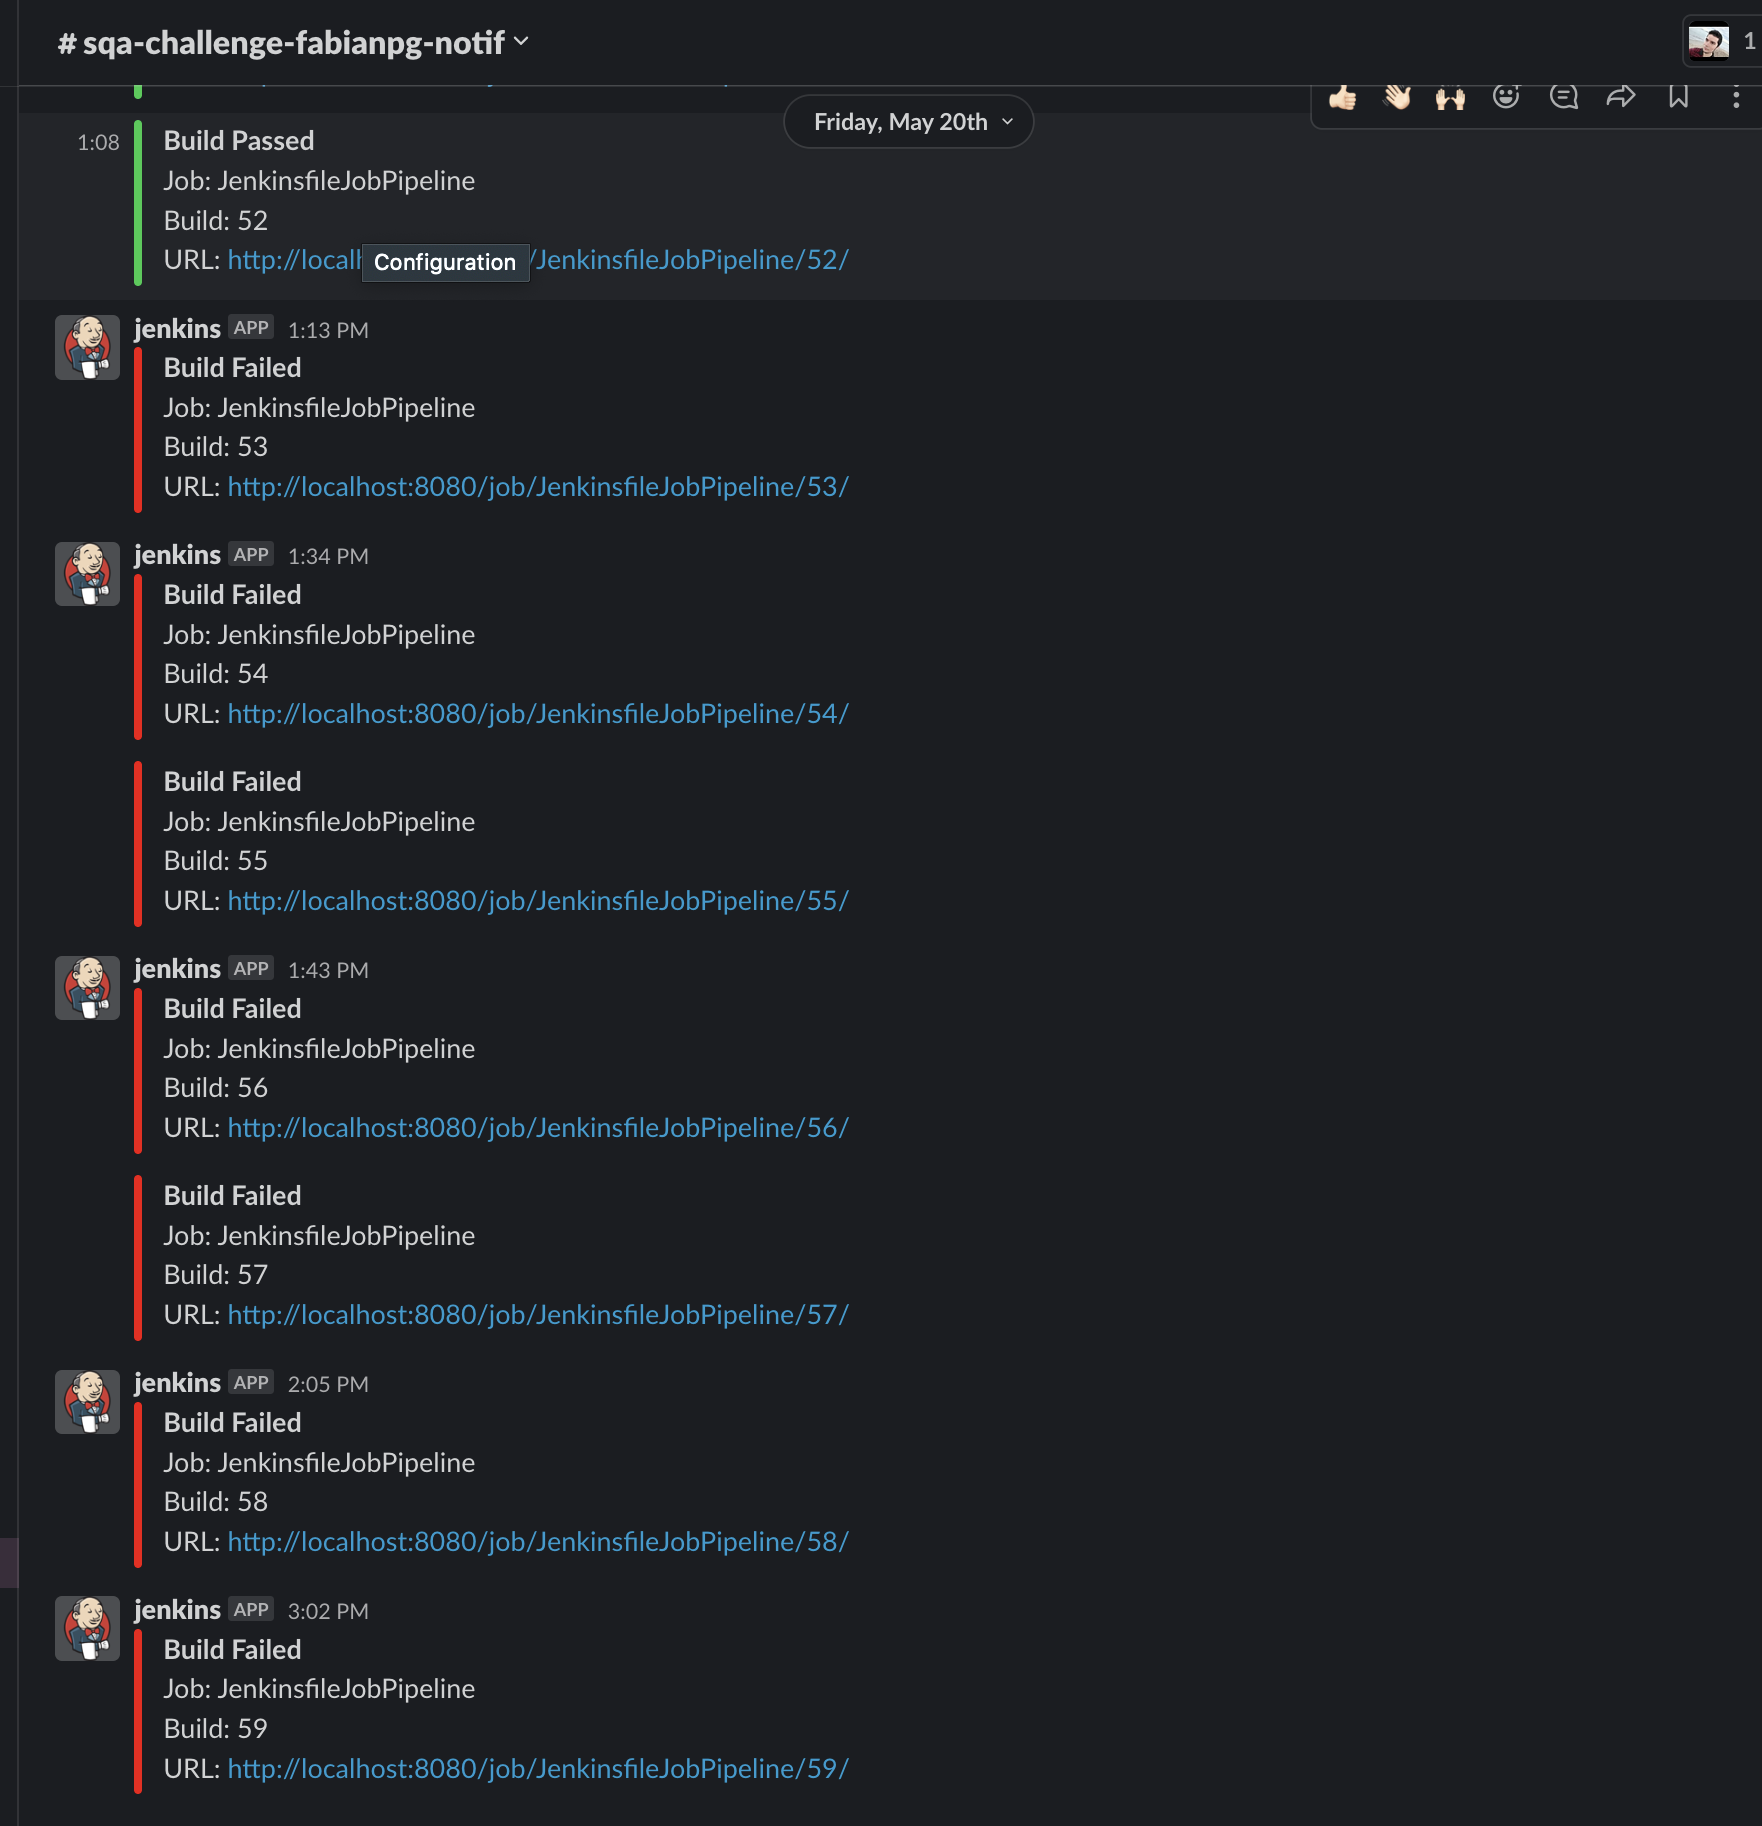 # sqa-challenge-fabianpg-notif
1
Friday, May 20th
1:08
Build Passed
Job: JenkinsfileJobPipeline
Build: 52
URL: http://local /JenkinsfileJobPipeline/52/
Configuration
jenkins APP 1:13 PM
Build Failed
Job: JenkinsfileJobPipeline
Build: 53
URL: http://localhost:8080/job/JenkinsfileJobPipeline/53/
jenkins APP 1:34 PM
Build Failed
Job: JenkinsfileJobPipeline
Build: 54
URL: http://localhost:8080/job/JenkinsfileJobPipeline/54/
Build Failed
Job: JenkinsfileJobPipeline
Build: 55
URL: http://localhost:8080/job/JenkinsfileJobPipeline/55/
jenkins APP 1:43 PM
Build Failed
Job: JenkinsfileJobPipeline
Build: 56
URL: http://localhost:8080/job/JenkinsfileJobPipeline/56/
Build Failed
Job: JenkinsfileJobPipeline
Build: 57
URL: http://localhost:8080/job/JenkinsfileJobPipeline/57/
jenkins APP 2:05 PM
Build Failed
Job: JenkinsfileJobPipeline
Build: 58
URL: http://localhost:8080/job/JenkinsfileJobPipeline/58/
jenkins APP 3:02 PM
Build Failed
Job: JenkinsfileJobPipeline
Build: 59
URL: http://localhost:8080/job/JenkinsfileJobPipeline/59/